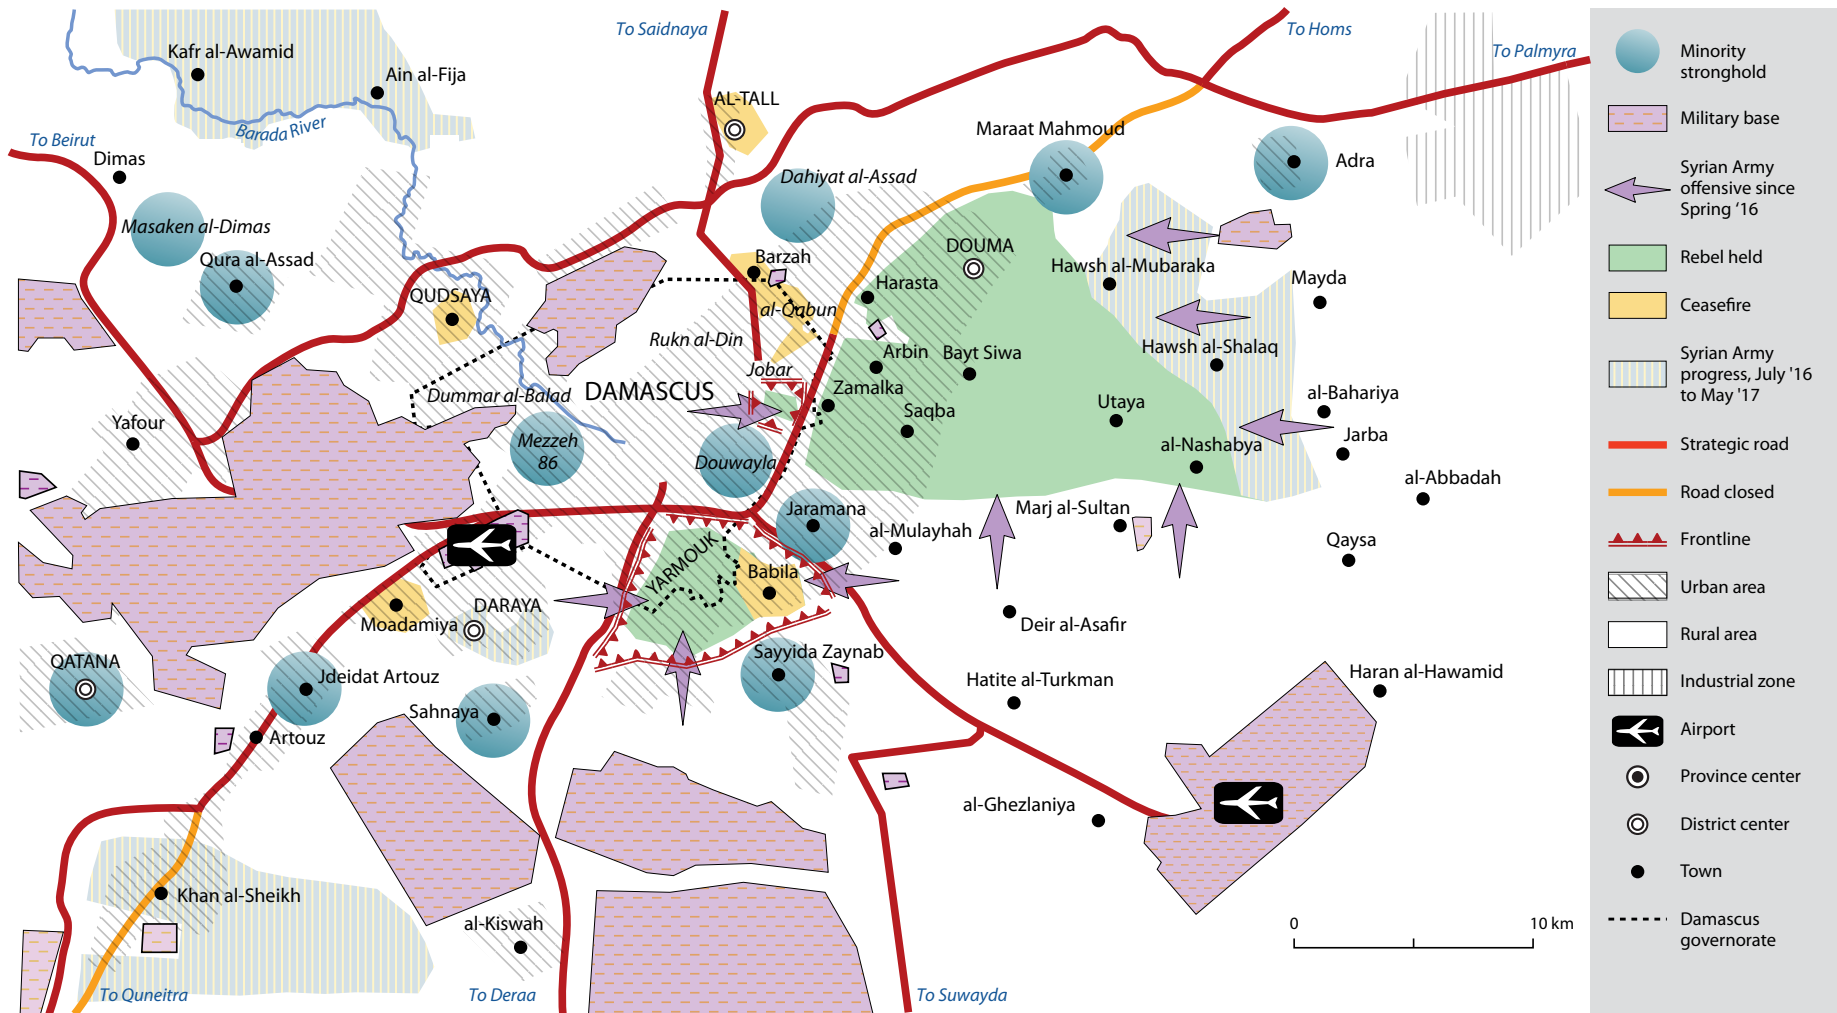 To Saidnaya
To Homs
To Palmyra
Kafr al-Awamid
Ain al-Fija
Barada River
To Beirut
Dimas
AL-TALL
Maraat Mahmoud
Adra
Dahiyat al-Assad
Masaken al-Dimas
Qura al-Assad
QUDSAYA
Barzah
al-Qabun
Rukn al-Din
Harasta
DOUMA
Hawsh al-Mubaraka
Mayda
Hawsh al-Shalaq
Arbin
Bayt Siwa
Jobar
Zamalka
DAMASCUS
Dummar al-Balad
Saqba
Utaya
al-Bahariya
Yafour
Mezzeh
86
Douwayla
al-Nashabya
Jarba
al-Abbadah
Jaramana
al-Mulayhah
Marj al-Sultan
Qaysa
YARMOUK
Babila
DARAYA
Moadamiya
Deir al-Asafir
QATANA
Jdeidat Artouz
Sayyida Zaynab
Hatite al-Turkman
Haran al-Hawamid
Sahnaya
Artouz
al-Ghezlaniya
Khan al-Sheikh
al-Kiswah
To Quneitra
To Deraa
To Suwayda
0
10 km
Minority
stronghold
Military base
Syrian Army
offensive since
Spring ‘16
Rebel held
Ceasefire
Syrian Army
progress, July '16
to May '17
Strategic road
Road closed
Frontline
Urban area
Rural area
Industrial zone
Airport
Province center
District center
Town
Damascus
governorate